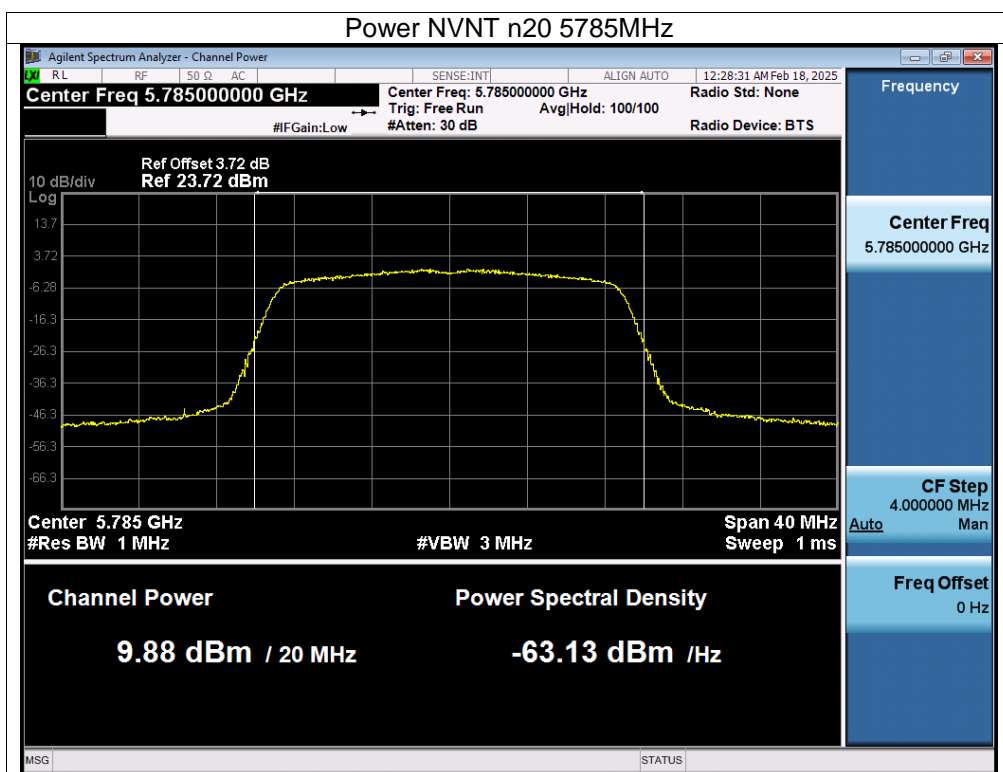 Power NVNT n20 5785MHz
Agilent Spectrum Analyzer - Channel Power
LXI RL RF 50 Ω AC SENSE:INT ALIGN AUTO 12:28:31 AM Feb 18, 2025
Center Freq 5.785000000 GHz
Center Freq: 5.785000000 GHz Radio Std: None
Trig: Free Run Avg|Hold: 100/100
#IFGain:Low #Atten: 30 dB Radio Device: BTS
Ref Offset 3.72 dB
10 dB/div Ref 23.72 dBm
Log
13.7
3.72
-6.28
-16.3
-26.3
-36.3
-46.3
-56.3
-66.3
Center 5.785 GHz Span 40 MHz
#Res BW 1 MHz #VBW 3 MHz Sweep 1 ms
Channel Power Power Spectral Density
9.88 dBm / 20 MHz -63.13 dBm /Hz
Frequency
Center Freq
5.785000000 GHz
CF Step
4.000000 MHz
Auto Man
Freq Offset
0 Hz
MSG STATUS